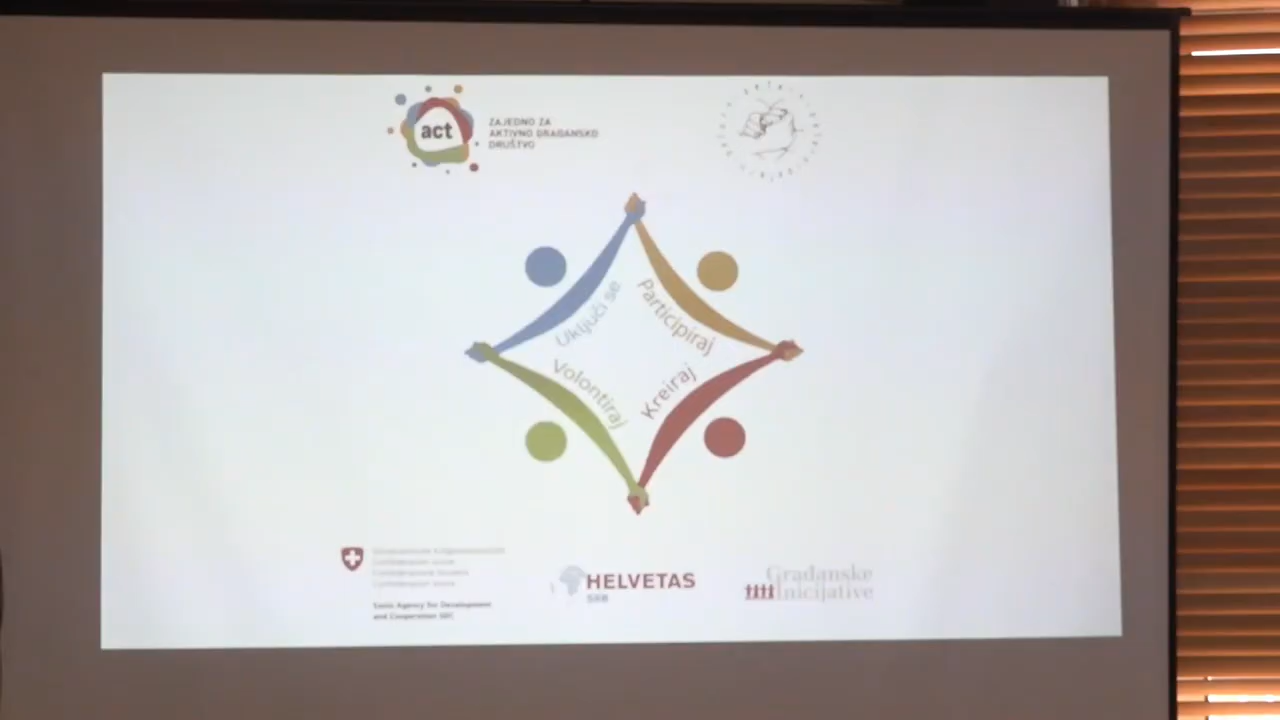 act
ZAJEDNO ZA
AKTIVNO GRAĐANSKO
DRUŠTVO
Uključi se
Participiraj
Volontiraj
Kreiraj
Swiss Agency for Development
and Cooperation SDC
HELVETAS
SRB
Građanske
Inicijative